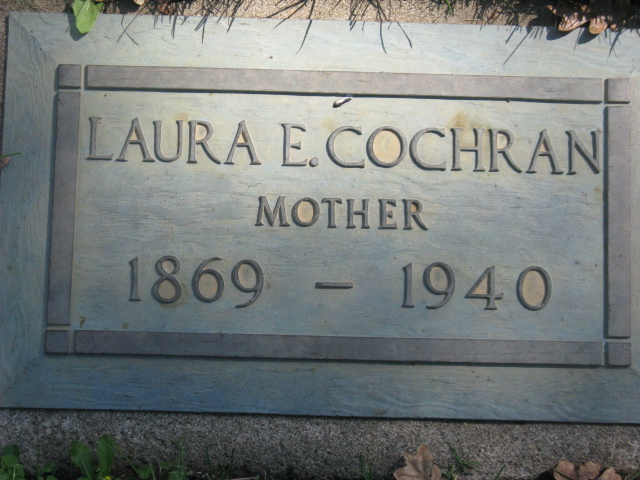 LAURA E. COCHRAN
MOTHER
1869 – 1940